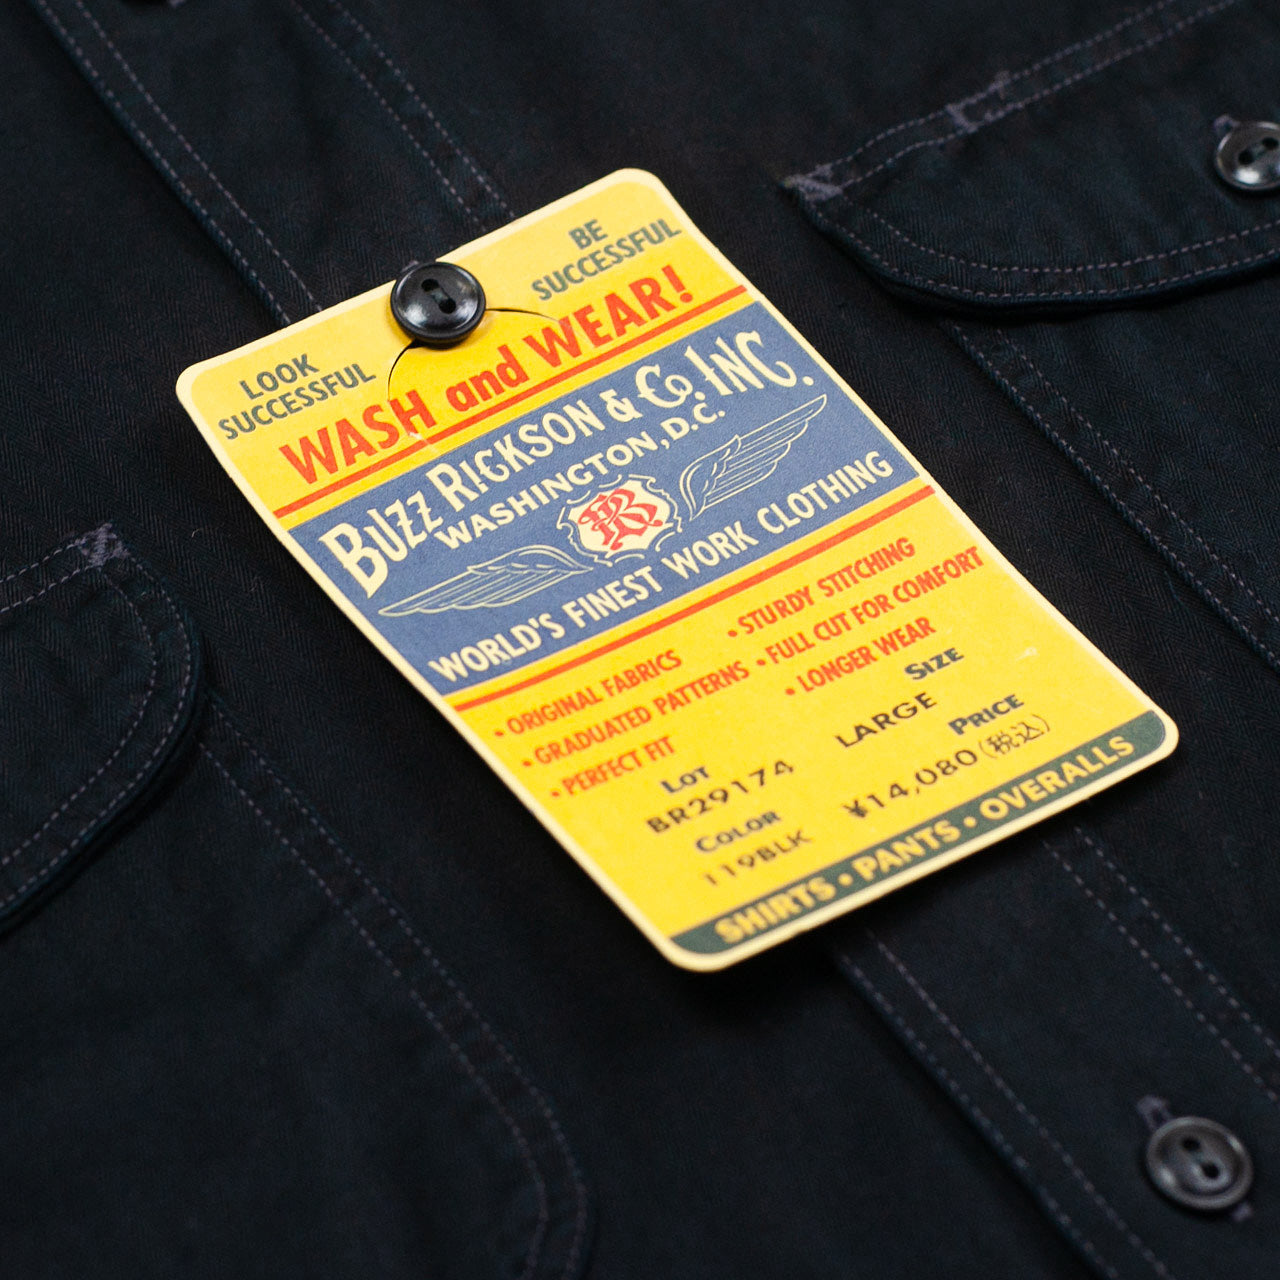 LOOK
SUCCESSFUL
BE
SUCCESSFUL
WASH and WEAR!
BUZZ RICKSON & Co. INC.
WASHINGTON, D.C.
BR
WORLD'S FINEST WORK CLOTHING
• ORIGINAL FABRICS
• GRADUATED PATTERNS
• PERFECT FIT
• STURDY STITCHING
• FULL CUT FOR COMFORT
• LONGER WEAR
LOT
BR29174
SIZE
LARGE
COLOR
119BLK
PRICE
¥14,080(税込)
SHIRTS • PANTS • OVERALLS